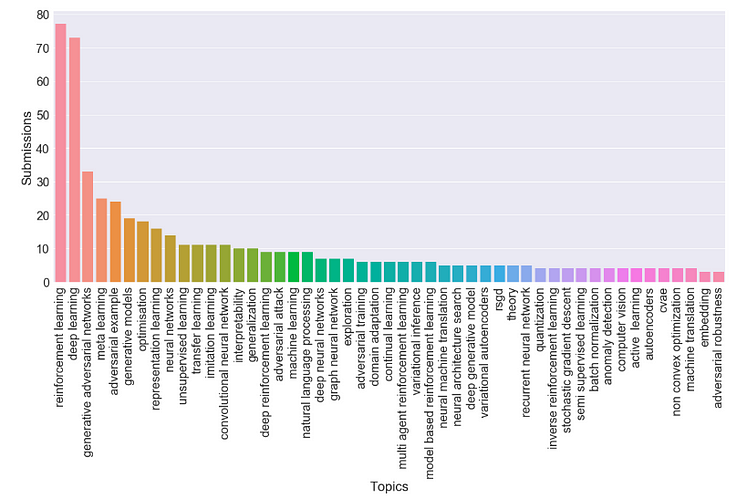 80
70
60
50
40
30
20
10
0
Submissions
reinforcement learning
deep learning
generative adversarial networks
meta learning
adversarial example
generative models
optimisation
representation learning
neural networks
unsupervised learning
transfer learning
imitation learning
convolutional neural network
interpretability
generalization
deep reinforcement learning
adversarial attack
machine learning
natural language processing
deep neural networks
graph neural network
exploration
adversarial training
domain adaptation
continual learning
multi agent reinforcement learning
variational inference
model based reinforcement learning
neural machine translation
neural architecture search
deep generative model
variational autoencoders
rsgd
theory
recurrent neural network
quantization
inverse reinforcement learning
stochastic gradient descent
semi supervised learning
batch normalization
anomaly detection
computer vision
active learning
autoencoders
cvae
non convex optimization
machine translation
embedding
adversarial robustness
Topics